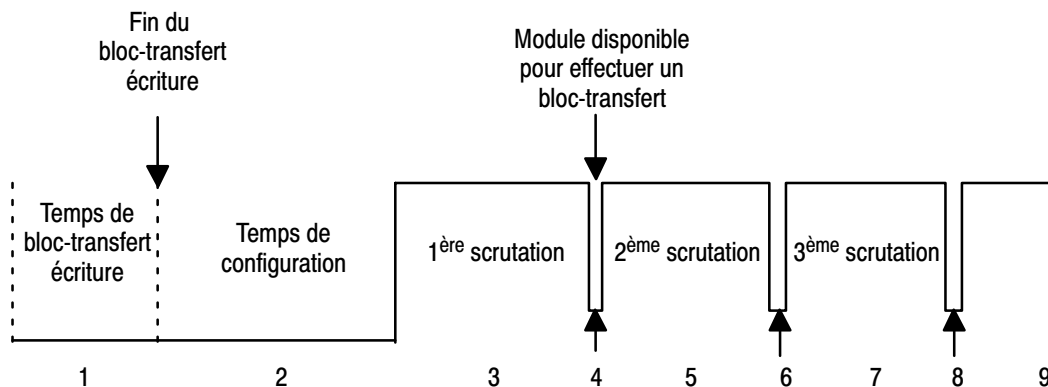 Fin du
bloc-transfert
écriture
Module disponible
pour effectuer un
bloc-transfert
Temps de
bloc-transfert
écriture
Temps de
configuration
1ère scrutation
2ème scrutation
3ème scrutation
1 2 3 4 5 6 7 8 9